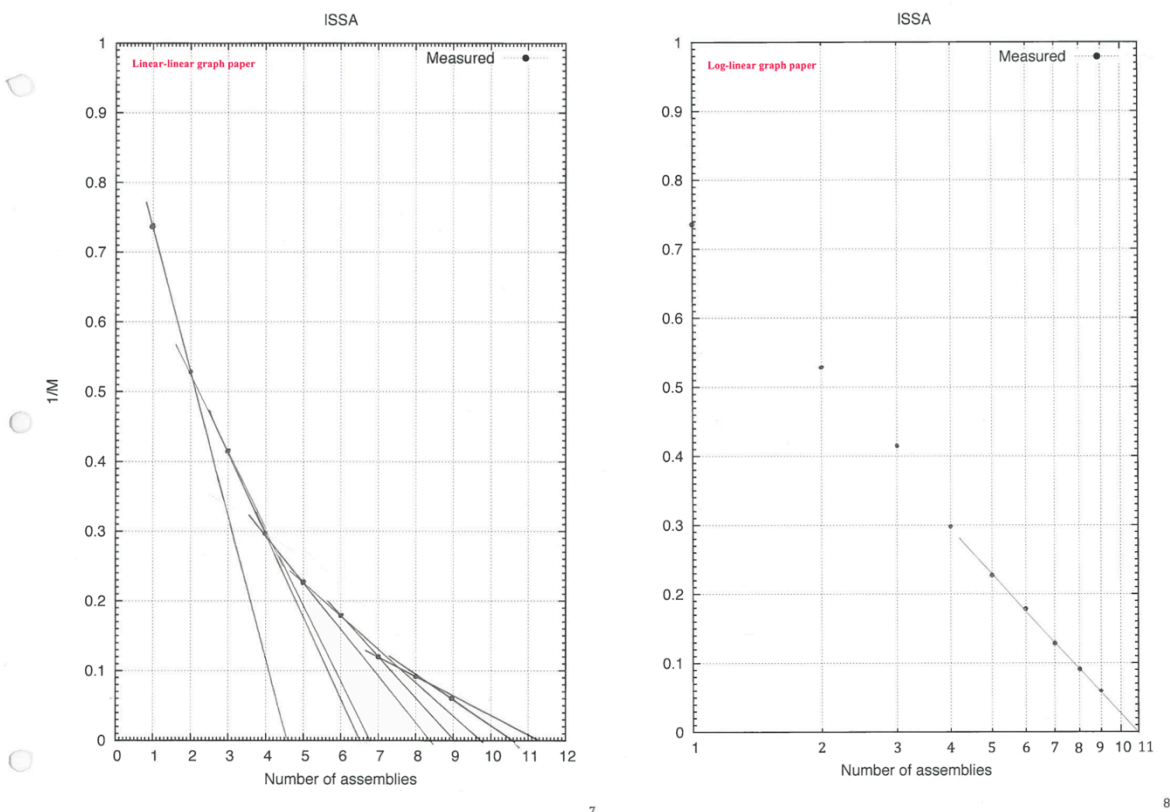 ISSA
Linear-linear graph paper
Measured
1
0.9
0.8
0.7
0.6
0.5
0.4
0.3
0.2
0.1
0
1/M
0 1 2 3 4 5 6 7 8 9 10 11 12
Number of assemblies
7
ISSA
Log-linear graph paper
Measured
1
0.9
0.8
0.7
0.6
0.5
0.4
0.3
0.2
0.1
0
1 2 3 4 5 6 7 8 9 10 11
Number of assemblies
8